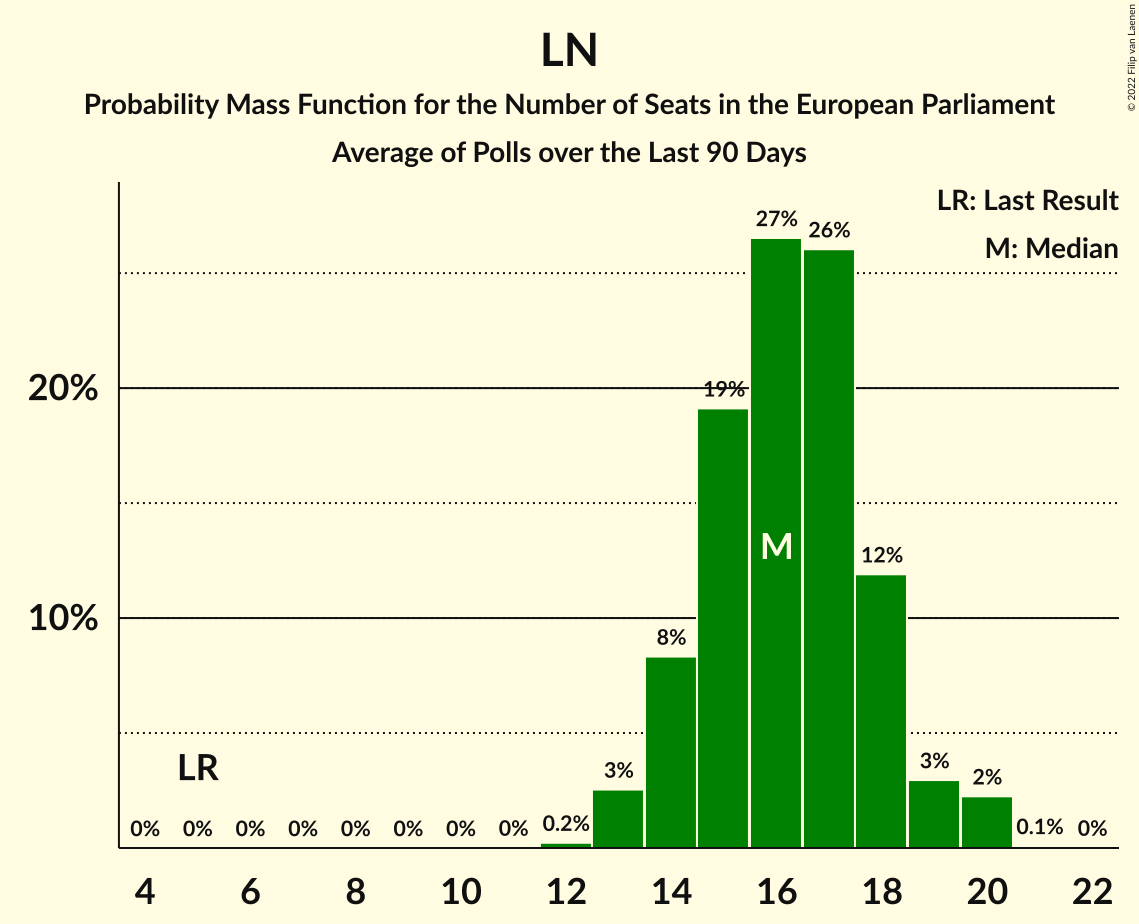 LN
Probability Mass Function for the Number of Seats in the European Parliament
Average of Polls over the Last 90 Days
© 2022 Filip van Laenen
LR: Last Result
M: Median
27%
26%
20%
19%
M
12%
10%
8%
LR
3%
3%
2%
0% 0% 0% 0% 0% 0% 0% 0% 0.2% 0.1% 0%
4 6 8 10 12 14 16 18 20 22